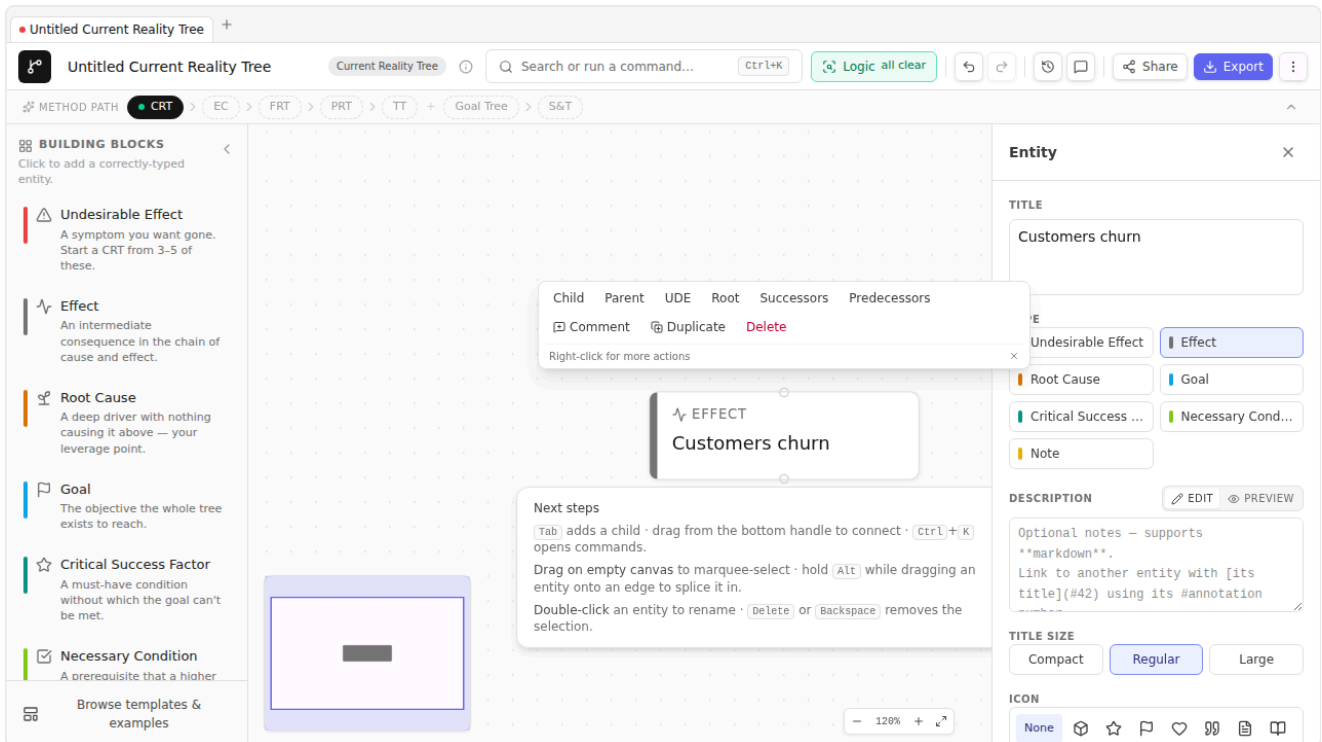 Untitled Current Reality Tree +
Untitled Current Reality Tree
Current Reality Tree
Search or run a command...
Ctrl+K
Logic all clear
Share
Export
METHOD PATH
CRT
EC
FRT
PRT
TT
+
Goal Tree
S&T
BUILDING BLOCKS
Click to add a correctly-typed
entity.
Undesirable Effect
A symptom you want gone.
Start a CRT from 3–5 of
these.
Effect
An intermediate
consequence in the chain of
cause and effect.
Root Cause
A deep driver with nothing
causing it above — your
leverage point.
Goal
The objective the whole tree
exists to reach.
Critical Success Factor
A must-have condition
without which the goal can't
be met.
Necessary Condition
A prerequisite that a higher
Browse templates &
examples
Child Parent UDE Root Successors Predecessors
Comment Duplicate Delete
Right-click for more actions ×
EFFECT
Customers churn
Next steps
Tab adds a child · drag from the bottom handle to connect · Ctrl+K
opens commands.
Drag on empty canvas to marquee-select · hold Alt while dragging an
entity onto an edge to splice it in.
Double-click an entity to rename · Delete or Backspace removes the
selection.
− 120% +
Entity
TITLE
Customers churn
PE
Undesirable Effect
Effect
Root Cause
Goal
Critical Success ...
Necessary Cond...
Note
DESCRIPTION
EDIT
PREVIEW
Optional notes — supports
**markdown**.
Link to another entity with [its
title](#42) using its #annotation
number
TITLE SIZE
Compact
Regular
Large
ICON
None